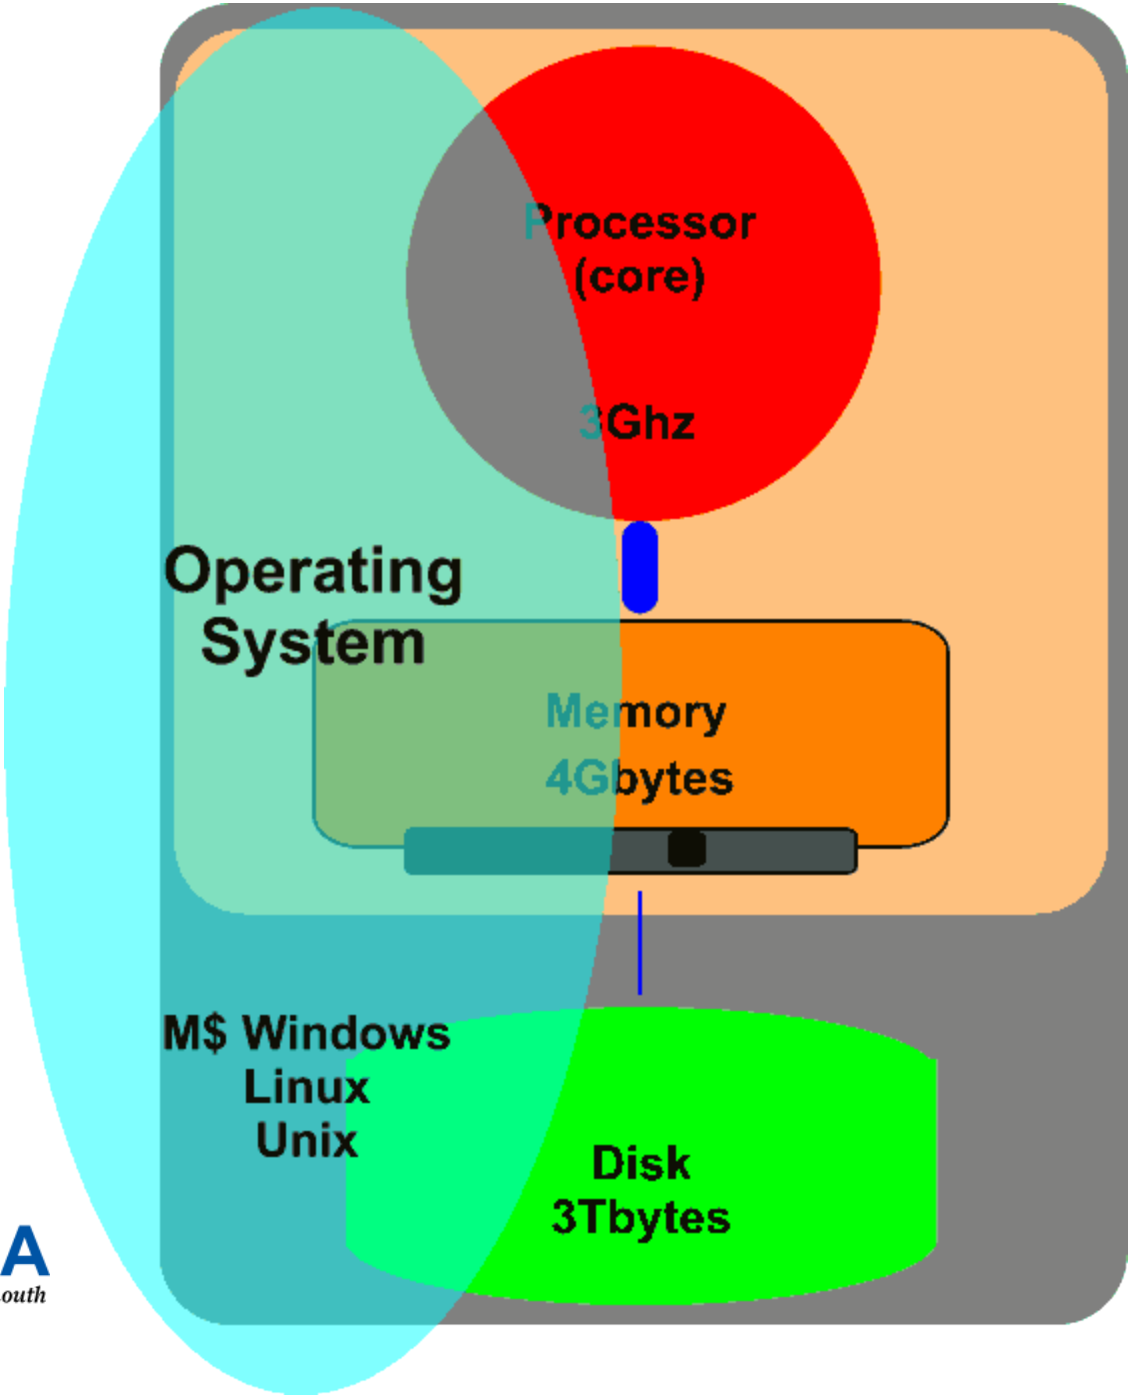 Processor
(core)
3Ghz
Operating
System
Memory
4Gbytes
M$ Windows
Linux
Unix
Disk
3Tbytes
A
outh